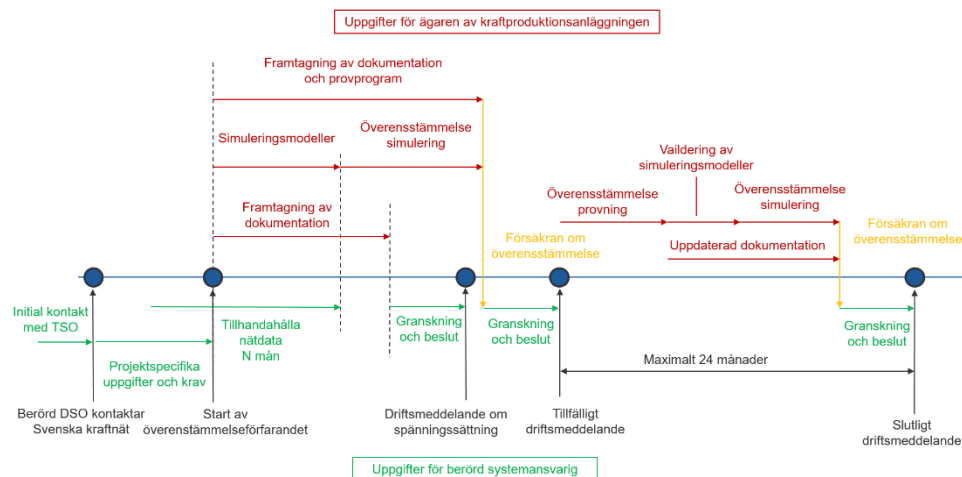 Uppgifter för ägaren av kraftproduktionsanläggningen
Framtagning av dokumentation
och provprogram
Simuleringsmodeller
Överensstämmelse
simulering
Framtagning av
dokumentation
Vaildering av
simuleringsmodeller
Överensstämmelse
provning
Överensstämmelse
simulering
Uppdaterad dokumentation
Försäkran om
överensstämmelse
Försäkran om
överensstämmelse
Initial kontakt
med TSO
Projektspecifika
uppgifter och krav
Tillhandahålla
nätdata
N mån
Granskning
och beslut
Granskning
och beslut
Granskning
och beslut
Maximalt 24 månader
Berörd DSO kontaktar
Svenska kraftnät
Start av
överenstämmelseförfarandet
Driftsmeddelande om
spänningssättning
Tillfälligt
driftsmeddelande
Slutligt
driftsmeddelande
Uppgifter för berörd systemansvarig